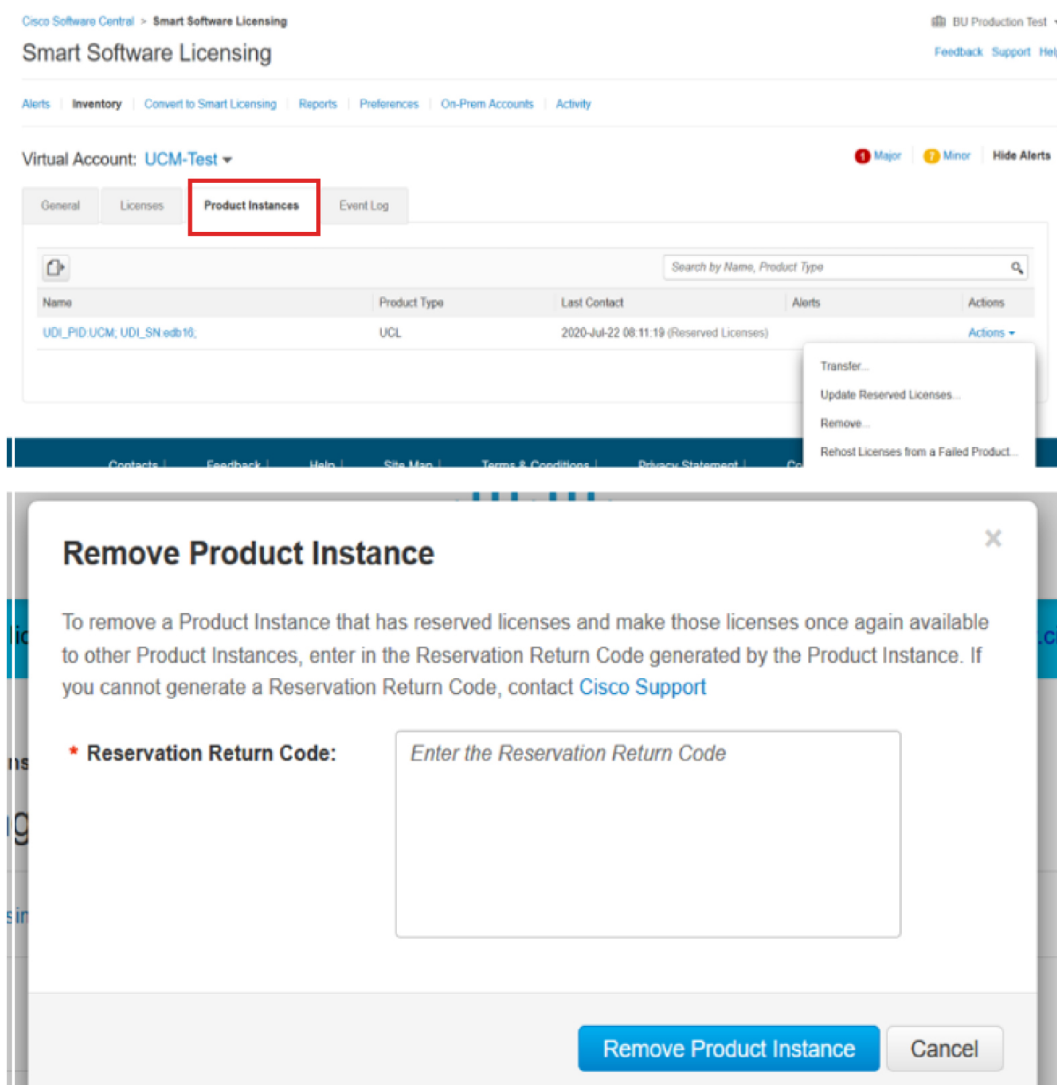 Cisco Software Central > Smart Software Licensing
BU Production Test
Smart Software Licensing
Feedback Support Help
Alerts Inventory Convert to Smart Licensing Reports Preferences On-Prem Accounts Activity
Virtual Account: UCM-Test
1 Major 7 Minor Hide Alerts
General Licenses Product Instances Event Log
Search by Name, Product Type
Name Product Type Last Contact Alerts Actions
UDI_PID:UCM; UDI_SN:edb16; UCL 2020-Jul-22 08:11:19 (Reserved Licenses) Actions
Transfer...
Update Reserved Licenses...
Remove...
Rehost Licenses from a Failed Product...
Contacts | Feedback | Help | Site Map | Terms & Conditions | Privacy Statement |
Remove Product Instance
To remove a Product Instance that has reserved licenses and make those licenses once again available
to other Product Instances, enter in the Reservation Return Code generated by the Product Instance. If
you cannot generate a Reservation Return Code, contact Cisco Support
* Reservation Return Code:
Enter the Reservation Return Code
Remove Product Instance Cancel